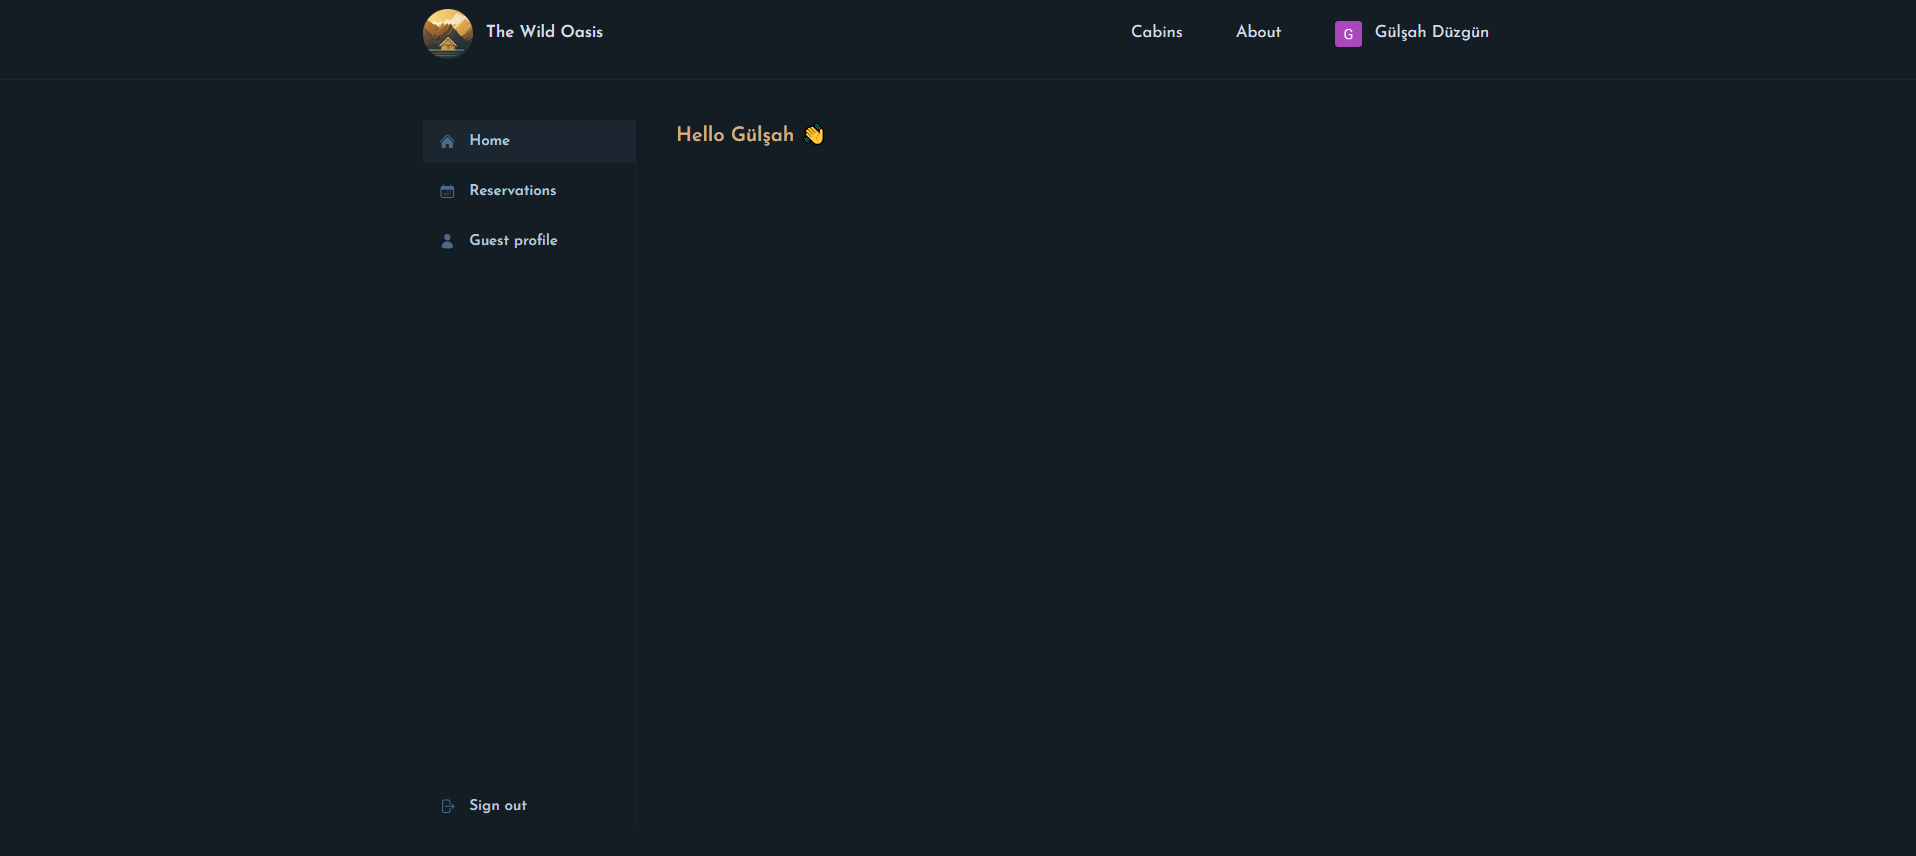 The Wild Oasis
Cabins
About
G
Gülşah Düzgün
Home
Reservations
Guest profile
Sign out
Hello Gülşah 👋